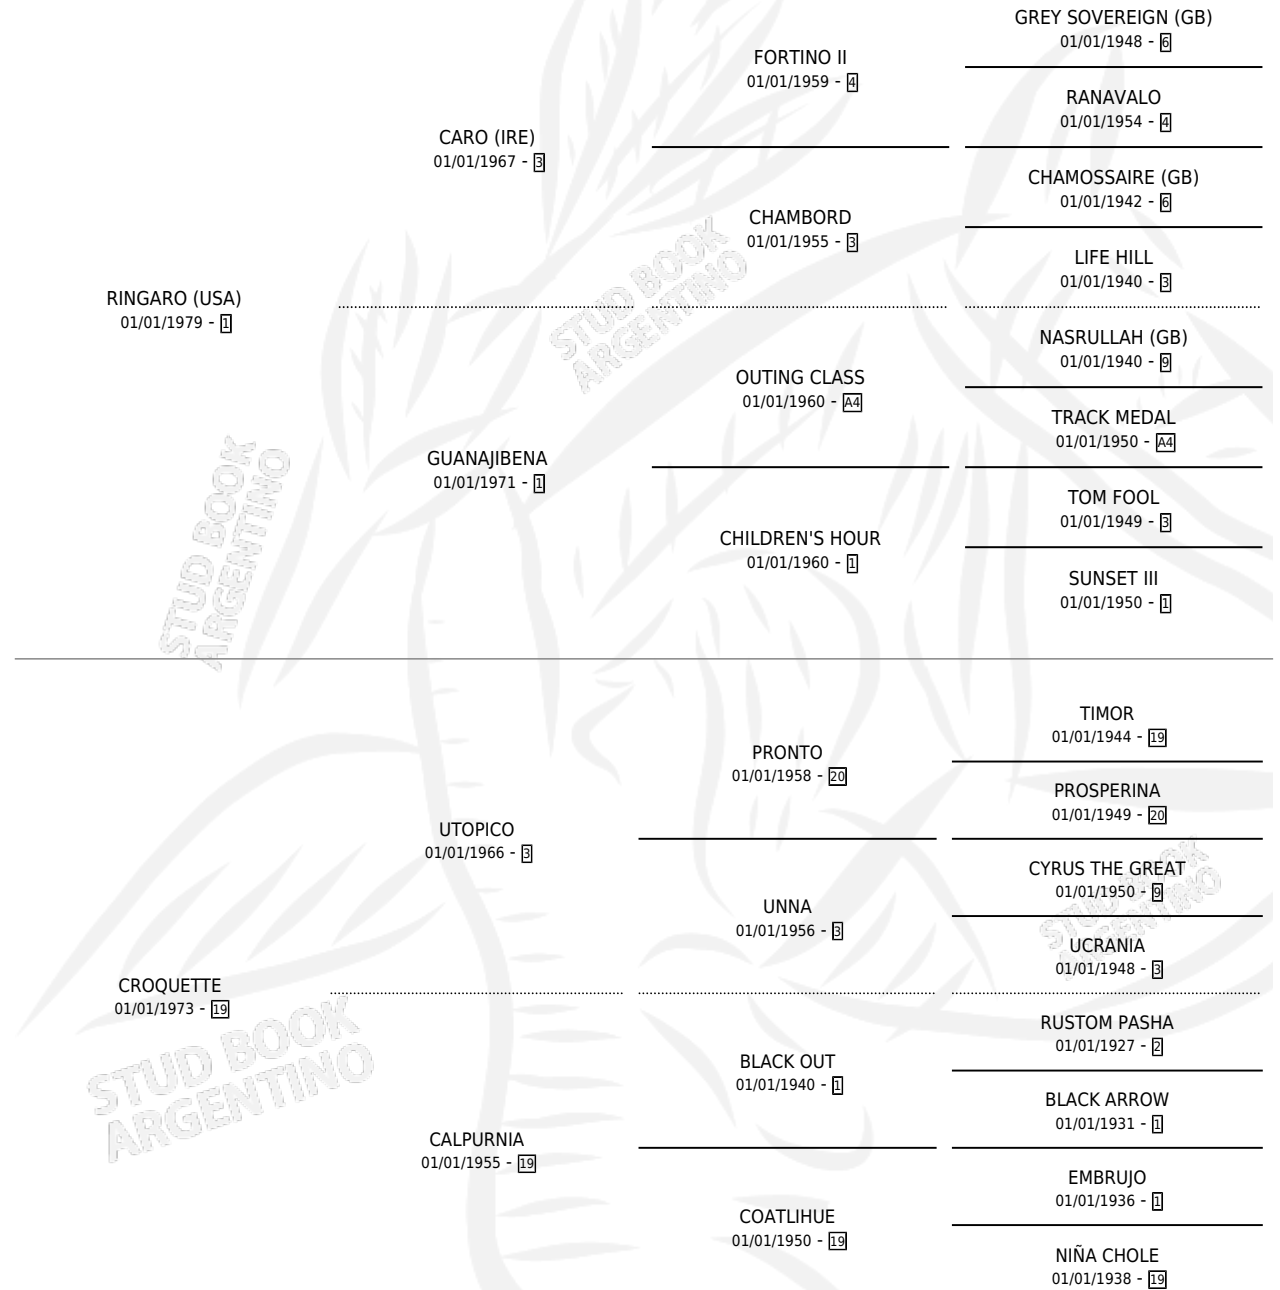 GREY SOVEREIGN (GB)
01/01/1948 - 6
FORTINO II
01/01/1959 - 4
RANAVALO
01/01/1954 - 4
CARO (IRE)
01/01/1967 - 3
CHAMOSSAIRE (GB)
01/01/1942 - 6
CHAMBORD
01/01/1955 - 3
LIFE HILL
01/01/1940 - 3
RINGARO (USA)
01/01/1979 - 1
NASRULLAH (GB)
01/01/1940 - 9
OUTING CLASS
01/01/1960 - A4
TRACK MEDAL
01/01/1950 - A4
GUANAJIBENA
01/01/1971 - 1
TOM FOOL
01/01/1949 - 3
CHILDREN'S HOUR
01/01/1960 - 1
SUNSET III
01/01/1950 - 1
STUD BOOK
ARGENTINO
STUD BOOK
ARGENTINO
TIMOR
01/01/1944 - 19
PRONTO
01/01/1958 - 20
PROSPERINA
01/01/1949 - 20
UTOPICO
01/01/1966 - 3
CYRUS THE GREAT
01/01/1950 - 9
UNNA
01/01/1956 - 3
UCRANIA
01/01/1948 - 3
CROQUETTE
01/01/1973 - 19
RUSTOM PASHA
01/01/1927 - 2
BLACK OUT
01/01/1940 - 1
BLACK ARROW
01/01/1931 - 1
CALPURNIA
01/01/1955 - 19
EMBRUJO
01/01/1936 - 1
COATLIHUE
01/01/1950 - 19
NIÑA CHOLE
01/01/1938 - 19
STUD BOOK
ARGENTINO
STUD BOOK
ARGENTINO